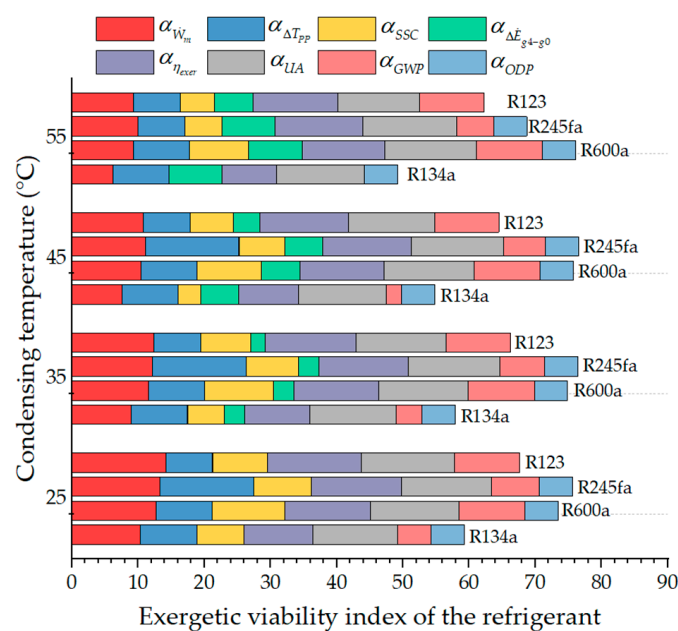 α_Ẇm α_ΔT_PP α_SSC α_ΔĖ_g4−g0
α_ηexer α_UA α_GWP α_ODP
R123
55 R245fa
R600a
R134a
R123
45 R245fa
R600a
R134a
R123
35 R245fa
R600a
R134a
R123
25 R245fa
R600a
R134a
0 10 20 30 40 50 60 70 80 90
Condensing temperature (°C)
Exergetic viability index of the refrigerant